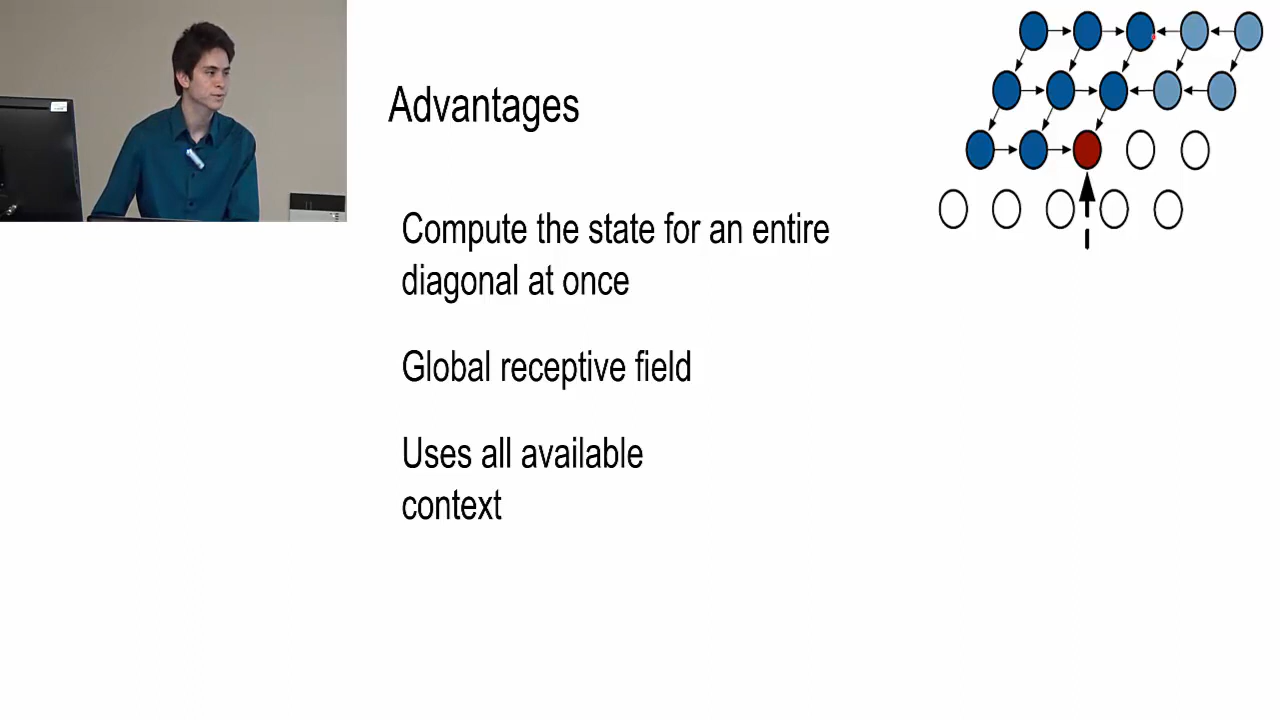 Advantages
Compute the state for an entire
diagonal at once
Global receptive field
Uses all available
context